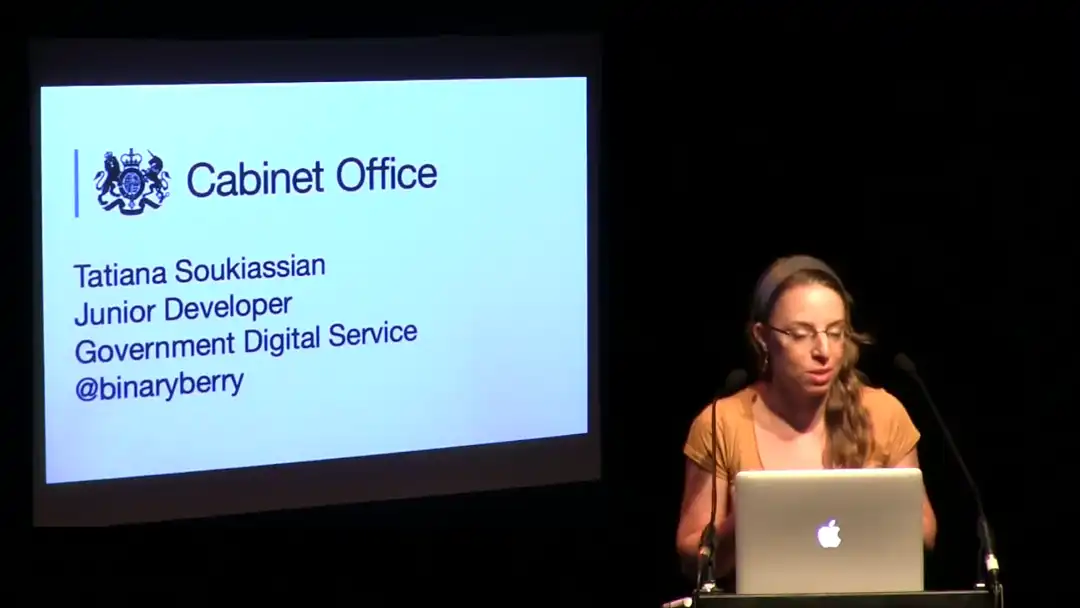 Cabinet Office
Tatiana Soukiassian
Junior Developer
Government Digital Service
@binaryberry